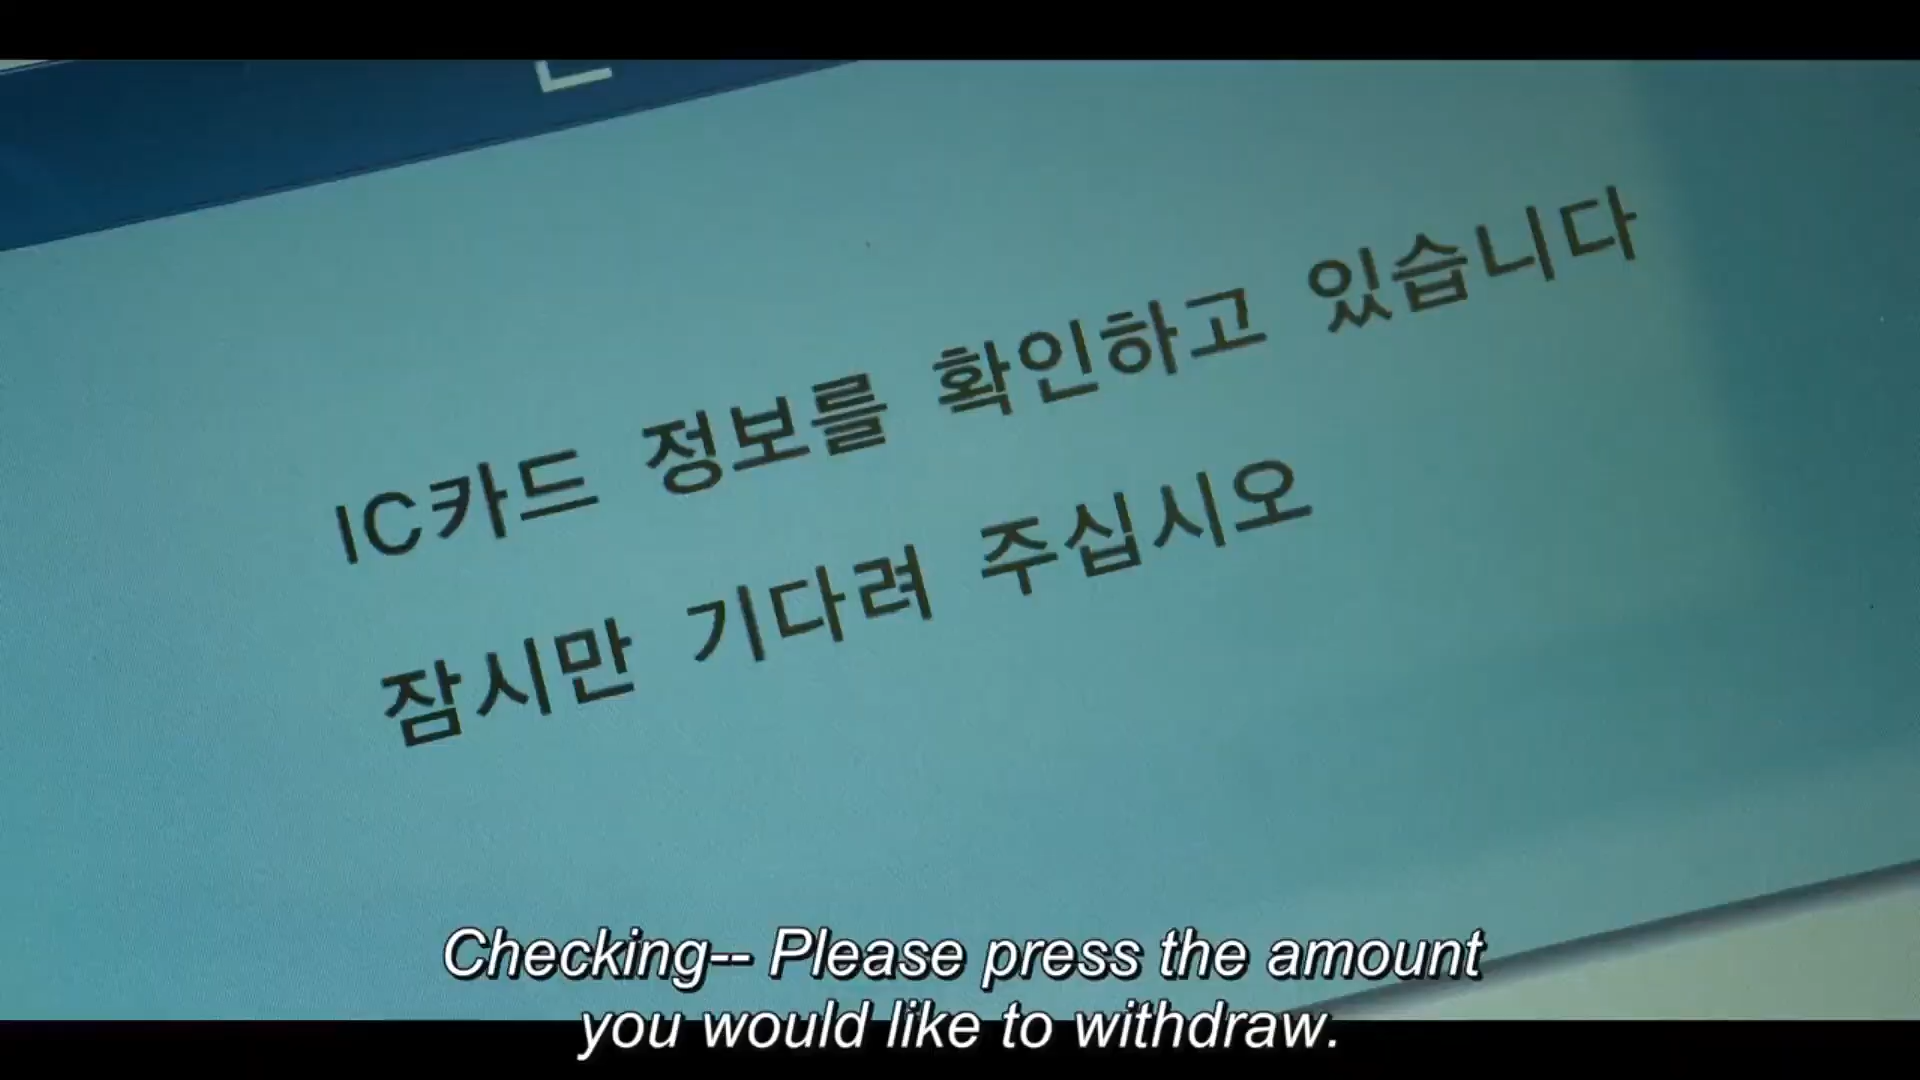 IC카드 정보를 확인하고 있습니다
잠시만 기다려 주십시오
Checking-- Please press the amount
you would like to withdraw.